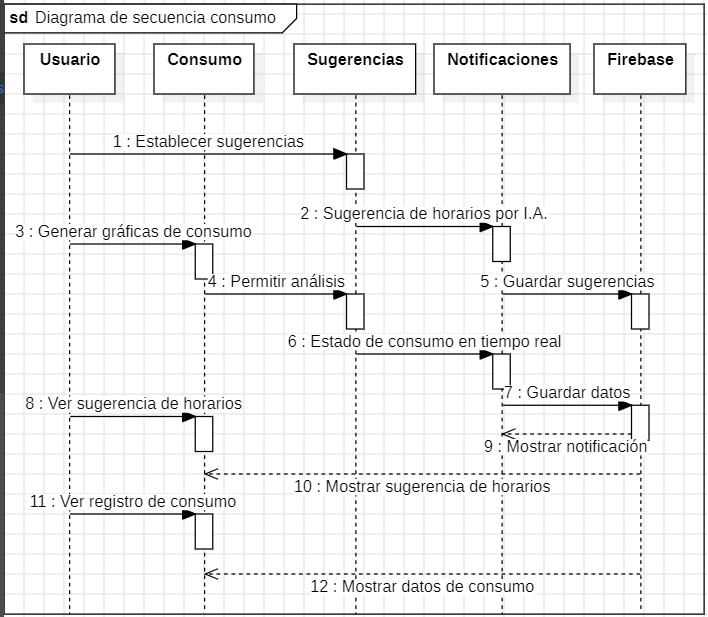 sd Diagrama de secuencia consumo
Usuario
Consumo
Sugerencias
Notificaciones
Firebase
1 : Establecer sugerencias
2 : Sugerencia de horarios por I.A.
3 : Generar gráficas de consumo
4 : Permitir análisis
5 : Guardar sugerencias
6 : Estado de consumo en tiempo real
7 : Guardar datos
8 : Ver sugerencia de horarios
9 : Mostrar notificación
10 : Mostrar sugerencia de horarios
11 : Ver registro de consumo
12 : Mostrar datos de consumo